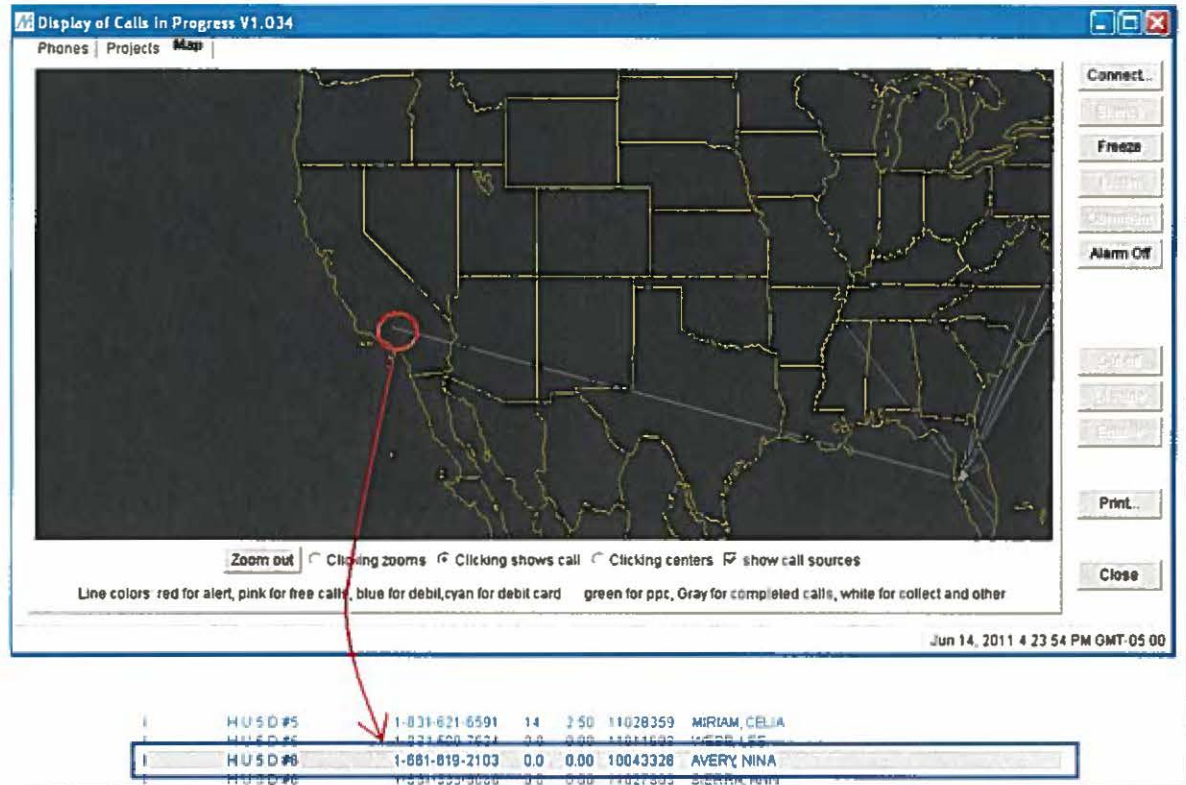 Display of Calls in Progress V1.034
Phones Projects Map
Connect...
Freeze
Alarm Off
Print...
Close
Zoom out Clicking zooms Clicking shows call Clicking centers show call sources
Line colors: red for alert, pink for free calls, blue for debit,cyan for debit card green for ppc, Gray for completed calls, white for collect and other
Jun 14, 2011 4 23 54 PM GMT-05 00
H U 5 D #5 1-831-621-6591 14 2 50 11028359 MIRIAM, CELIA
H U 5 D #8 1-661-619-2103 0.0 0.00 10043326 AVERY, NINA